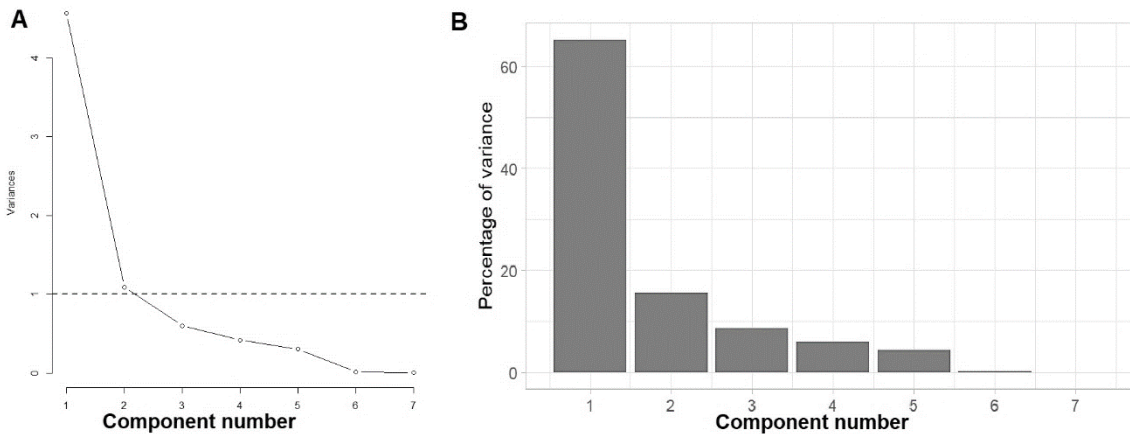 A
Variances
4
3
2
1
0
1 2 3 4 5 6 7
Component number
B
Percentage of variance
60
40
20
0
1 2 3 4 5 6 7
Component number